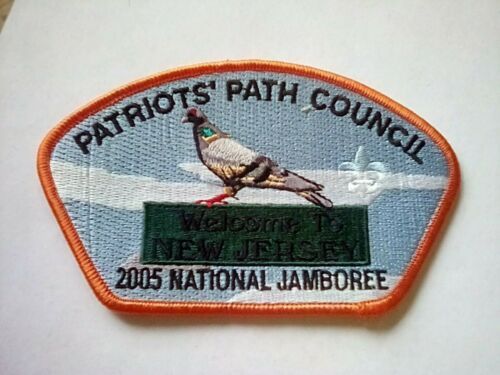 PATRIOTS' PATH COUNCIL
Welcome To
NEW JERSEY
2005 NATIONAL JAMBOREE